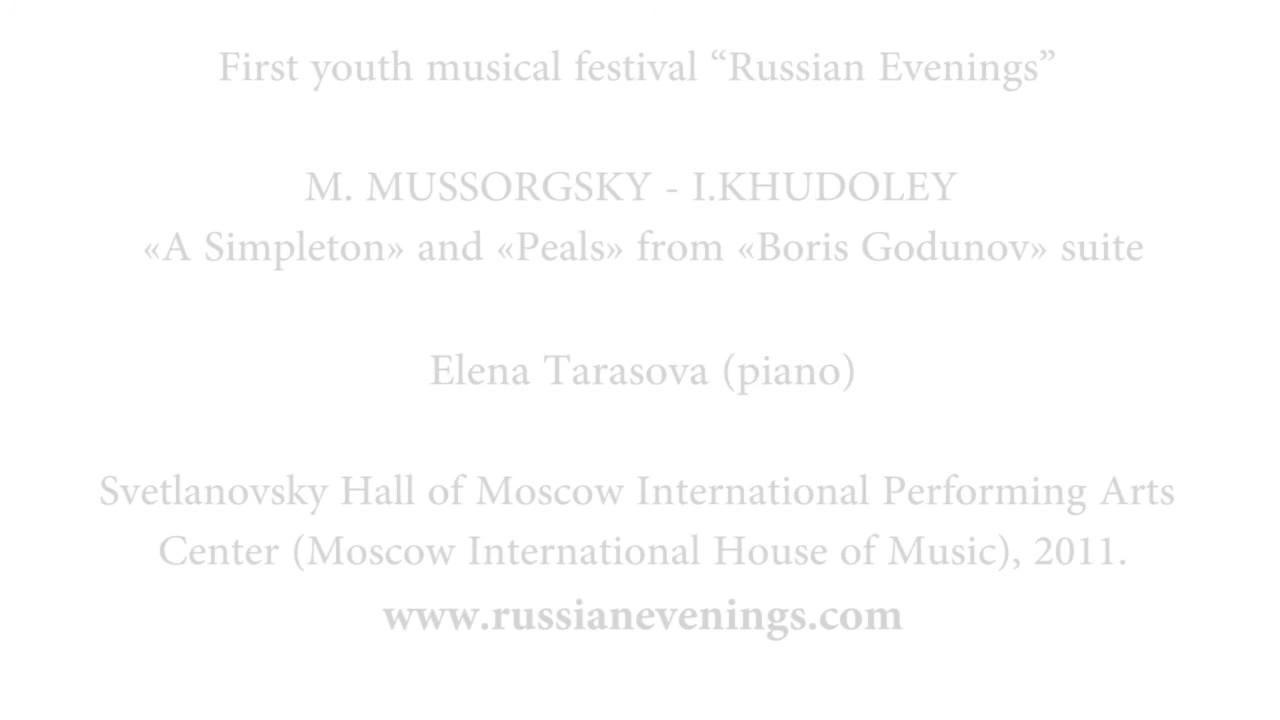 First youth musical festival “Russian Evenings”
M. MUSSORGSKY - I.KHUDOLEY
«A Simpleton» and «Peals» from «Boris Godunov» suite
Elena Tarasova (piano)
Svetlanovsky Hall of Moscow International Performing Arts
Center (Moscow International House of Music), 2011.
www.russianevenings.com